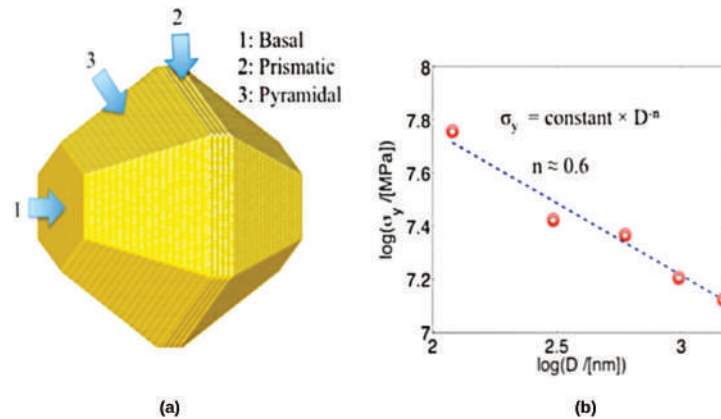 2
3
1: Basal
2: Prismatic
3: Pyramidal
1
(a)
8
7.8
7.6
7.4
7.2
7
log(σy /[MPa])
σy = constant × D-n
n ≈ 0.6
2
2.5
3
log(D /[nm])
(b)